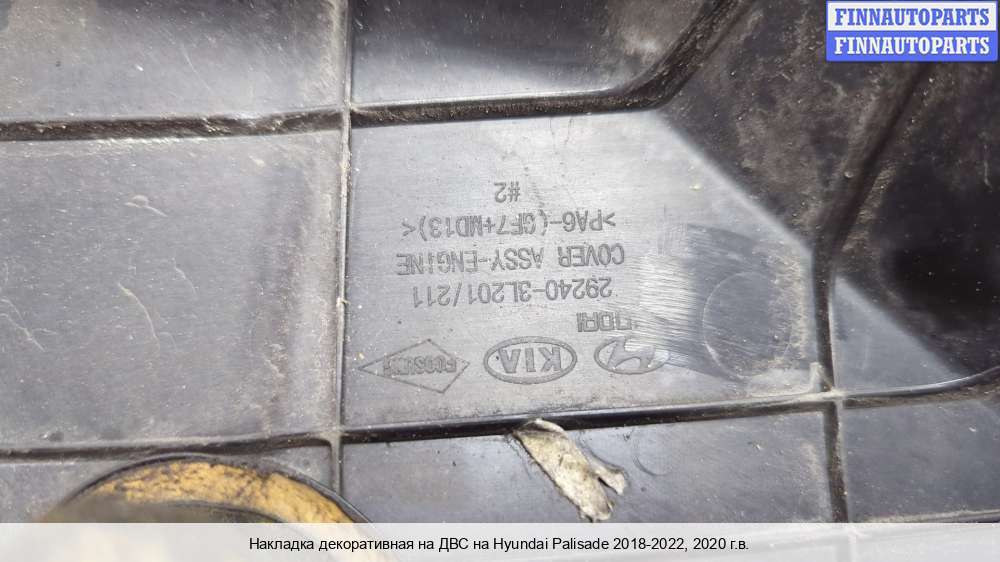 FINNAUTOPARTS
FINNAUTOPARTS
KIA
29240-3L201/211
COVER ASSY-ENGINE
>PA6-(GF7+MD13)<
#2
Накладка декоративная на ДВС на Hyundai Palisade 2018-2022, 2020 г.в.